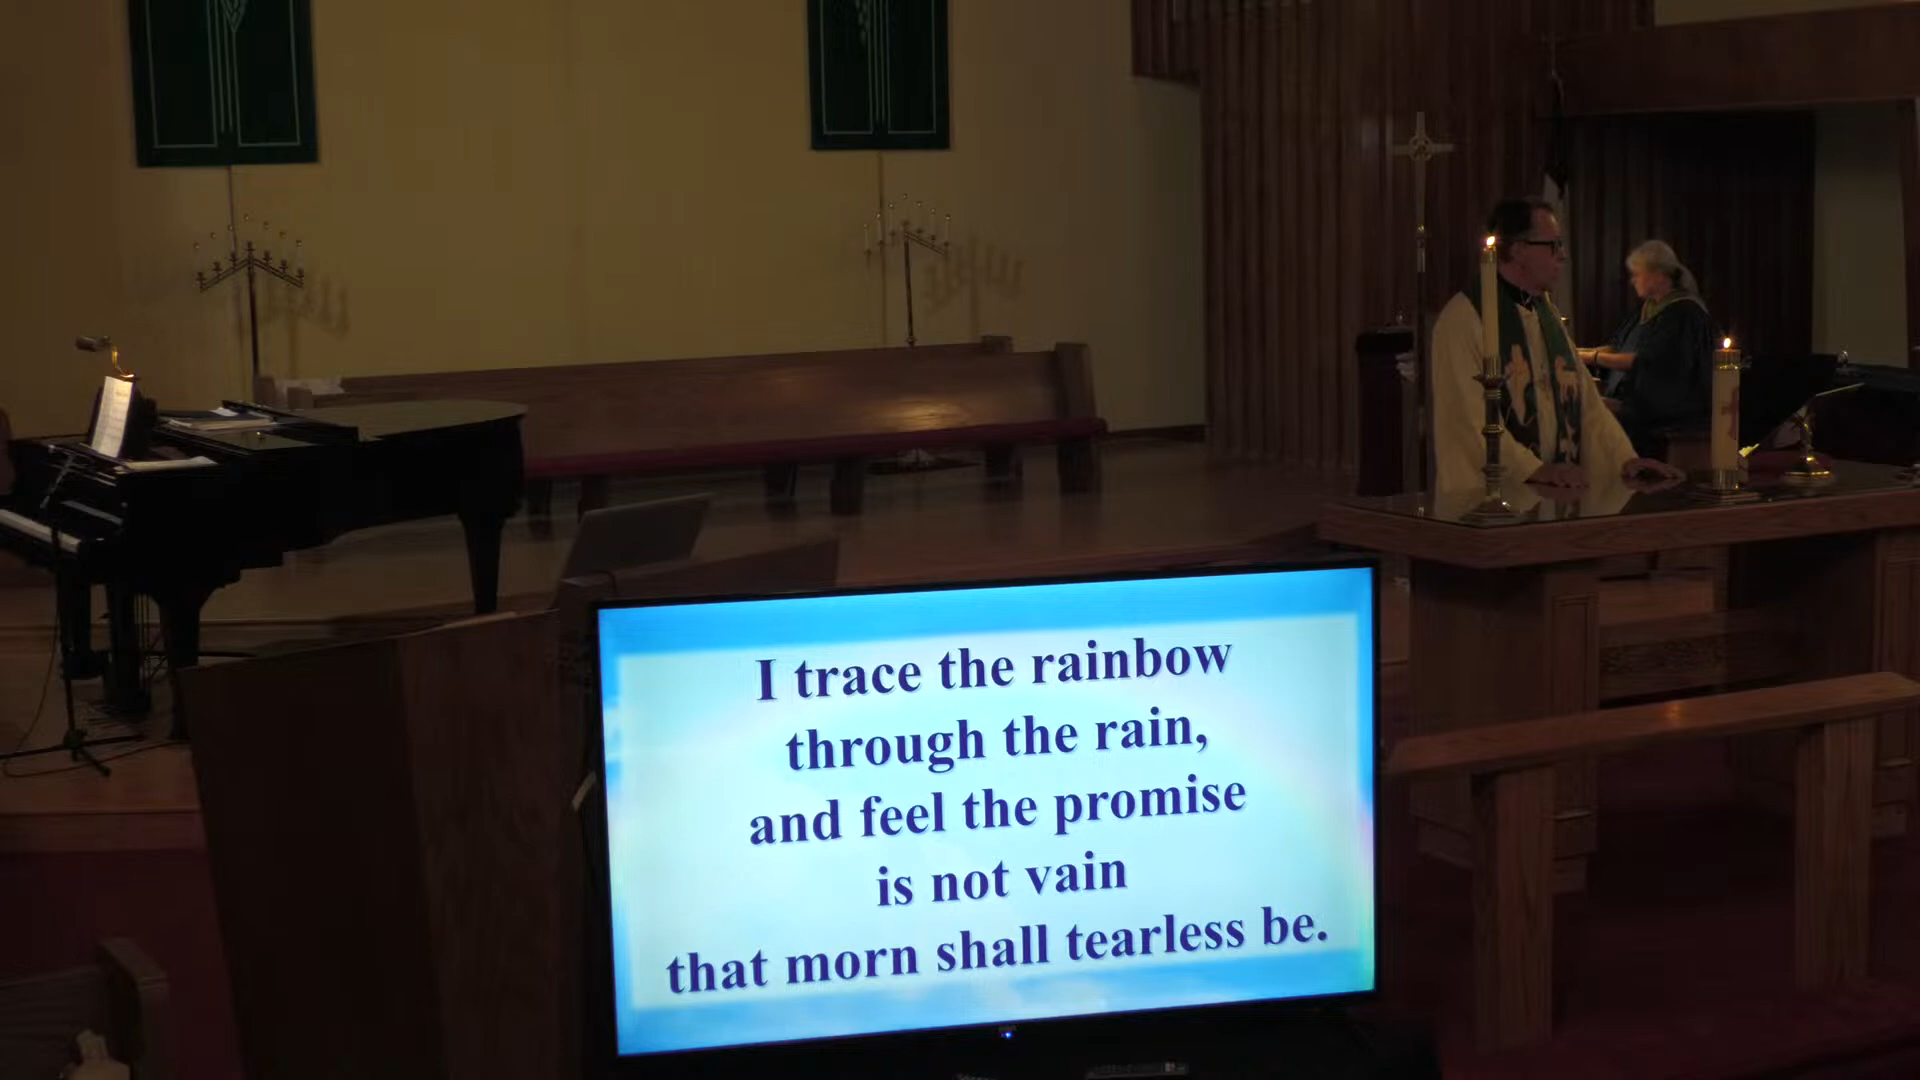 I trace the rainbow
through the rain,
and feel the promise
is not vain
that morn shall tearless be.